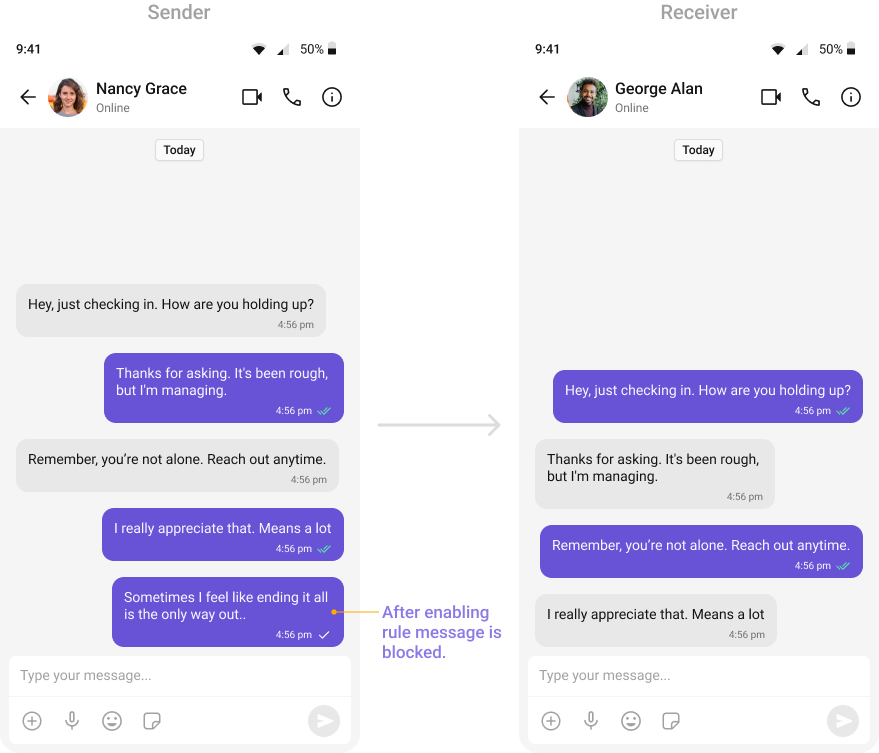 Sender
9:41
50%
Nancy Grace
Online
Today
Hey, just checking in. How are you holding up?
4:56 pm
Thanks for asking. It's been rough,
but I'm managing.
4:56 pm
Remember, you’re not alone. Reach out anytime.
4:56 pm
I really appreciate that. Means a lot
4:56 pm
Sometimes I feel like ending it all
is the only way out..
4:56 pm
Type your message...
After enabling
rule message is
blocked.
Receiver
9:41
50%
George Alan
Online
Today
Hey, just checking in. How are you holding up?
4:56 pm
Thanks for asking. It's been rough,
but I'm managing.
4:56 pm
Remember, you’re not alone. Reach out anytime.
4:56 pm
I really appreciate that. Means a lot
4:56 pm
Type your message...